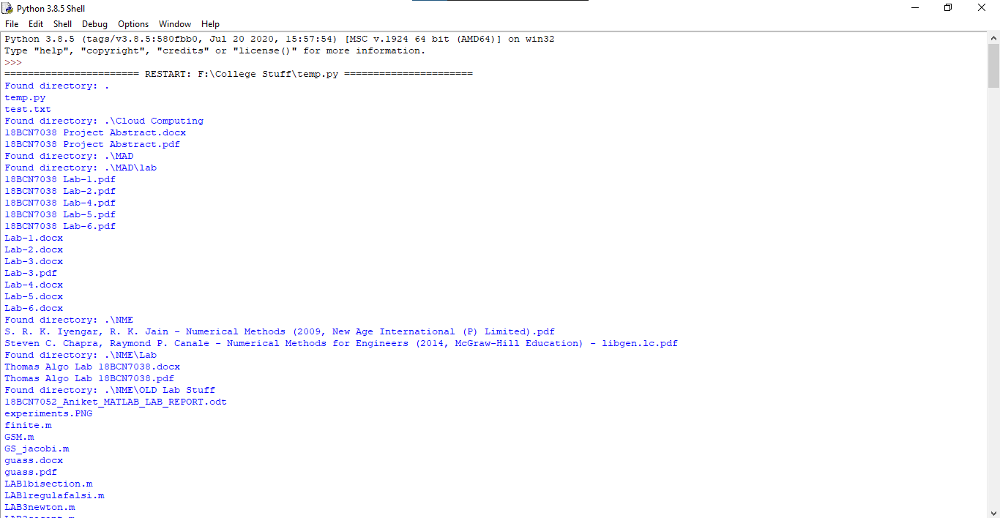 Python 3.8.5 Shell
File Edit Shell Debug Options Window Help
Python 3.8.5 (tags/v3.8.5:580fbb0, Jul 20 2020, 15:57:54) [MSC v.1924 64 bit (AMD64)] on win32
Type "help", "copyright", "credits" or "license()" for more information.
>>>
======================= RESTART: F:\College Stuff\temp.py ======================
Found directory: .
temp.py
test.txt
Found directory: .\Cloud Computing
18BCN7038 Project Abstract.docx
18BCN7038 Project Abstract.pdf
Found directory: .\MAD
Found directory: .\MAD\lab
18BCN7038 Lab-1.pdf
18BCN7038 Lab-2.pdf
18BCN7038 Lab-4.pdf
18BCN7038 Lab-5.pdf
18BCN7038 Lab-6.pdf
Lab-1.docx
Lab-2.docx
Lab-3.docx
Lab-3.pdf
Lab-4.docx
Lab-5.docx
Lab-6.docx
Found directory: .\NME
S. R. K. Iyengar, R. K. Jain - Numerical Methods (2009, New Age International (P) Limited).pdf
Steven C. Chapra, Raymond P. Canale - Numerical Methods for Engineers (2014, McGraw-Hill Education) - libgen.lc.pdf
Found directory: .\NME\Lab
Thomas Algo Lab 18BCN7038.docx
Thomas Algo Lab 18BCN7038.pdf
Found directory: .\NME\OLD Lab Stuff
18BCN7052_Aniket_MATLAB_LAB_REPORT.odt
experiments.PNG
finite.m
GSM.m
GS_jacobi.m
guass.docx
guass.pdf
LAB1bisection.m
LAB1regulafalsi.m
LAB3newton.m